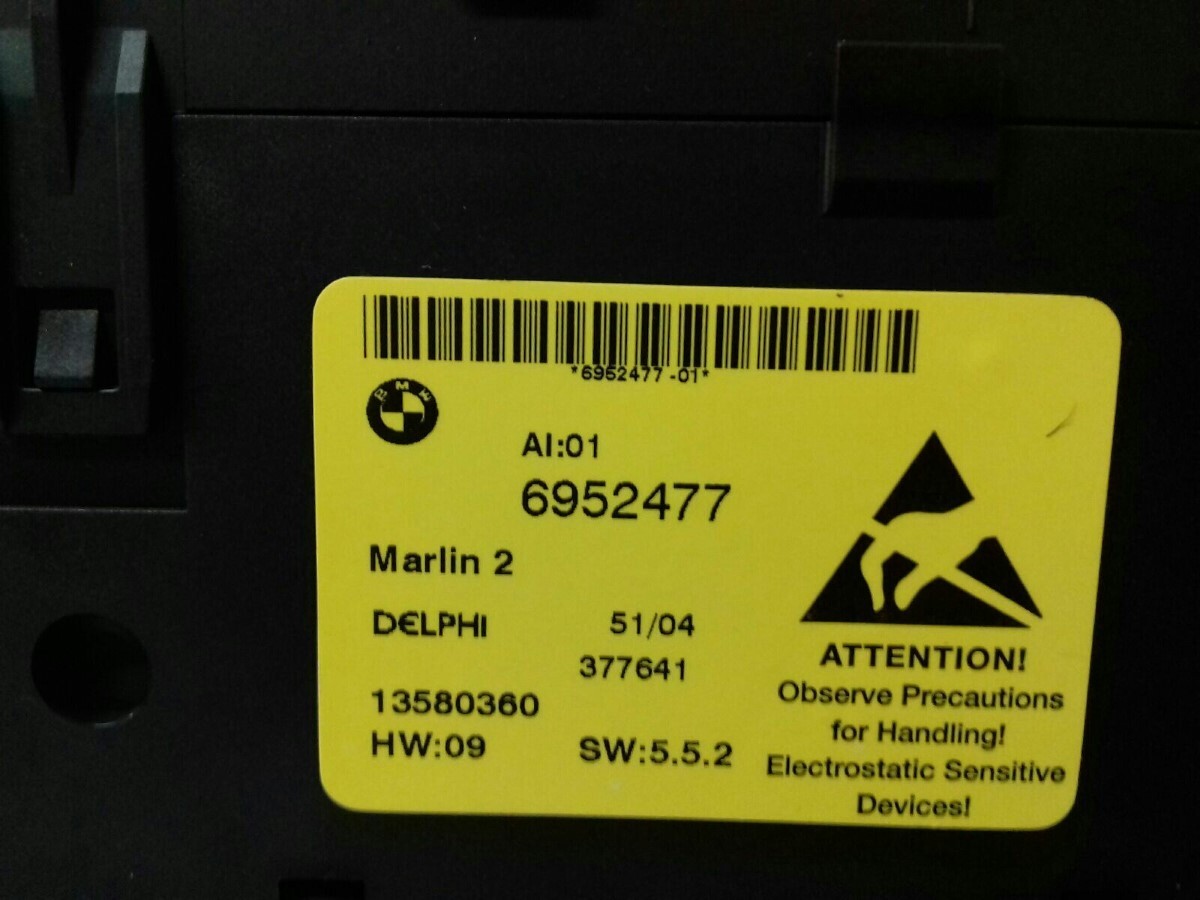 *6952477 -01*
BMW
AI:01
6952477
Marlin 2
DELPHI 51/04
377641
13580360
HW:09 SW:5.5.2
ATTENTION!
Observe Precautions
for Handling!
Electrostatic Sensitive
Devices!